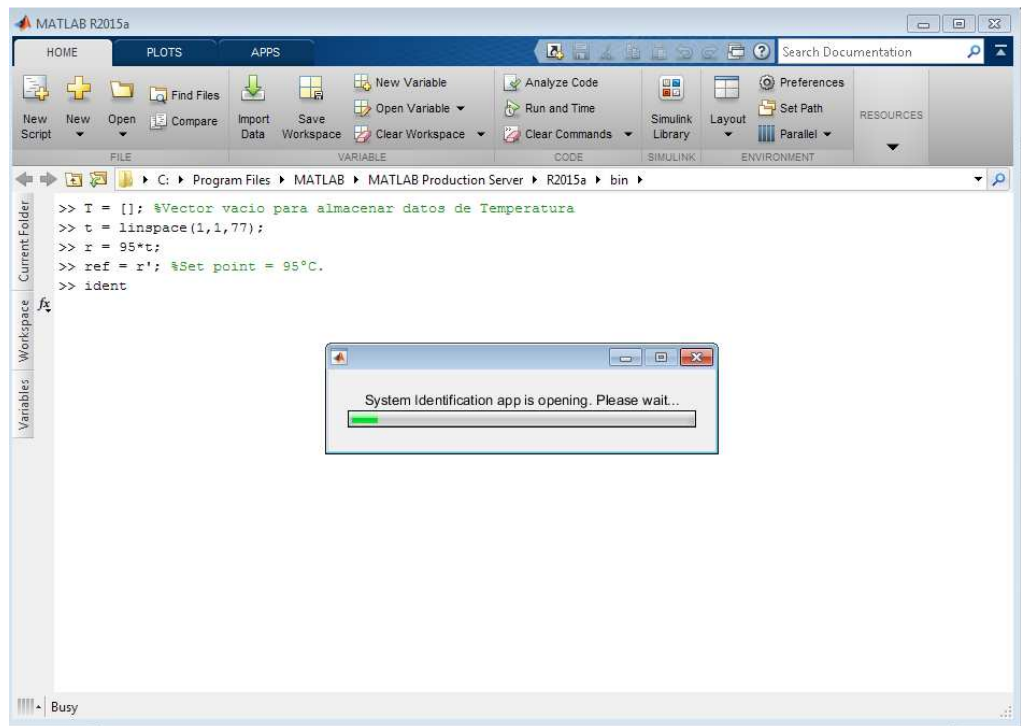 MATLAB R2015a
HOME PLOTS APPS Search Documentation
New Script New Open Find Files Compare Import Data Save Workspace New Variable Open Variable Clear Workspace Analyze Code Run and Time Clear Commands Simulink Library Layout Preferences Set Path Parallel RESOURCES
FILE VARIABLE CODE SIMULINK ENVIRONMENT
C: Program Files MATLAB MATLAB Production Server R2015a bin
Current Folder
Workspace
Variables
>> T = []; %Vector vacio para almacenar datos de Temperatura
>> t = linspace(1,1,77);
>> r = 95*t;
>> ref = r'; %Set point = 95°C.
>> ident
fx
System Identification app is opening. Please wait...
Busy